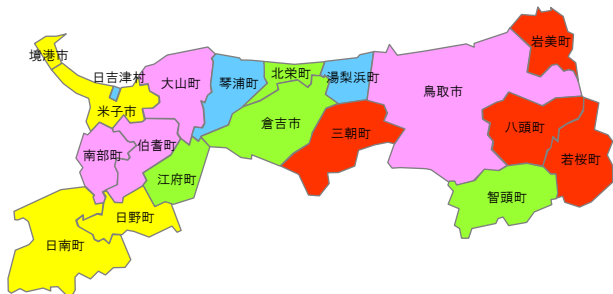 岩美町
境港市
日吉津村
大山町
琴浦町
北栄町
湯梨浜町
鳥取市
米子市
倉吉市
三朝町
八頭町
南部町
伯耆町
若桜町
江府町
智頭町
日野町
日南町